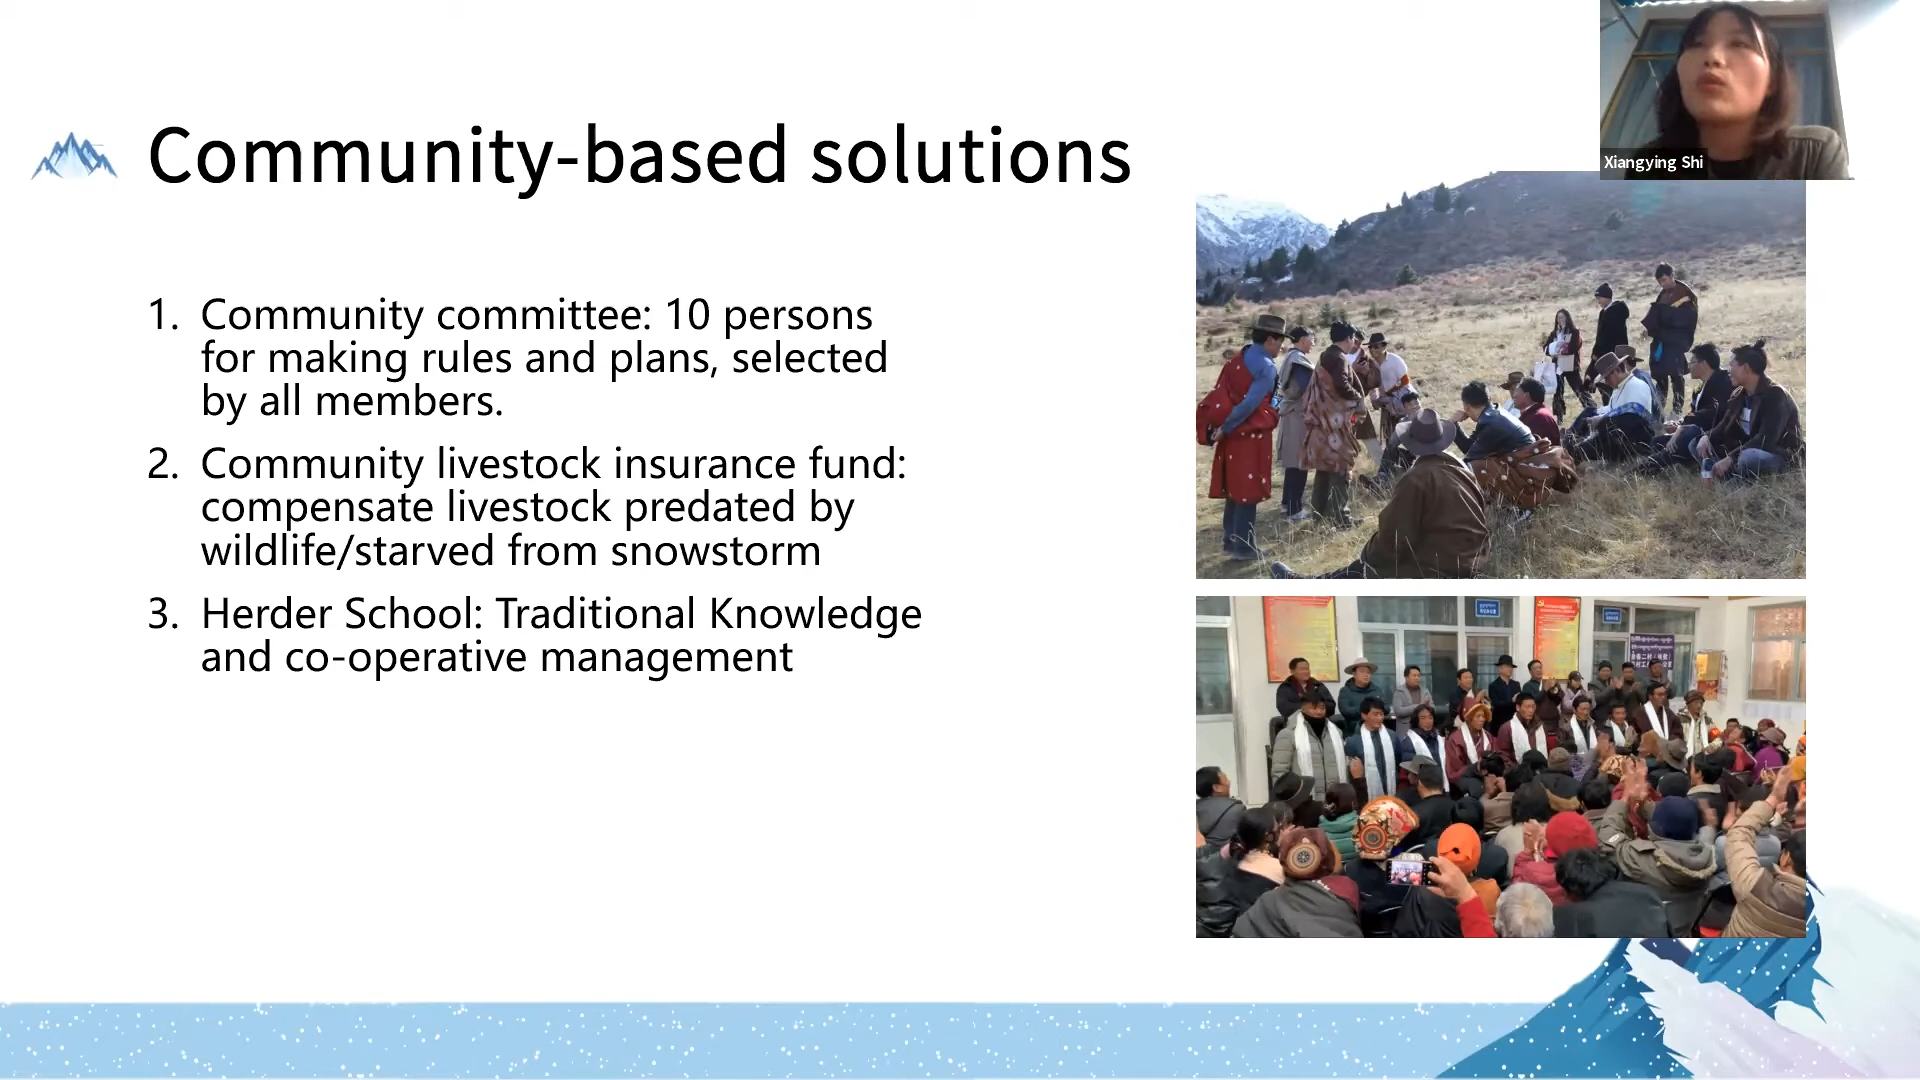 Xiangying Shi
Community-based solutions
1. Community committee: 10 persons
for making rules and plans, selected
by all members.
2. Community livestock insurance fund:
compensate livestock predated by
wildlife/starved from snowstorm
3. Herder School: Traditional Knowledge
and co-operative management